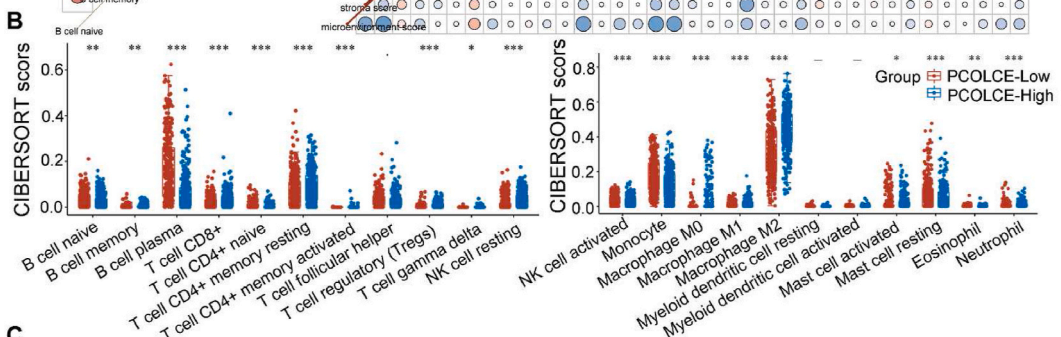 B cell memory
B cell naive
stroma score
microenvironment score
B
CIBERSORT scors
0.6
0.4
0.2
0.0
** ** *** *** *** *** *** . *** * ***
B cell naive
B cell memory
B cell plasma
T cell CD8+
T cell CD4+ naive
T cell CD4+ memory resting
T cell CD4+ memory activated
T cell follicular helper
T cell regulatory (Tregs)
T cell gamma delta
NK cell resting
CIBERSORT scors
0.8
0.6
0.4
0.2
0.0
*** *** *** *** *** — — * *** ** ***
Group
PCOLCE-Low
PCOLCE-High
NK cell activated
Monocyte
Macrophage M0
Macrophage M1
Macrophage M2
Myeloid dendritic cell resting
Myeloid dendritic cell activated
Mast cell activated
Mast cell resting
Eosinophil
Neutrophil
C